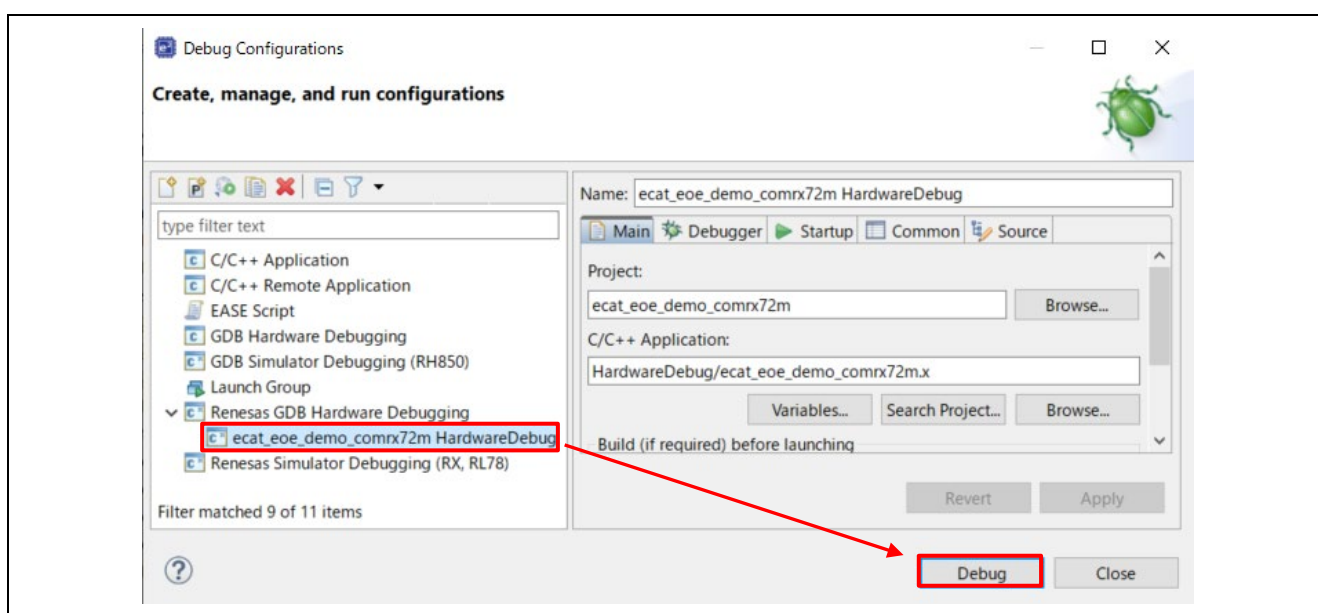 Debug Configurations
Create, manage, and run configurations
type filter text
C/C++ Application
C/C++ Remote Application
EASE Script
GDB Hardware Debugging
GDB Simulator Debugging (RH850)
Launch Group
Renesas GDB Hardware Debugging
ecat_eoe_demo_comrx72m HardwareDebug
Renesas Simulator Debugging (RX, RL78)
Filter matched 9 of 11 items
Name: ecat_eoe_demo_comrx72m HardwareDebug
Main Debugger Startup Common Source
Project:
ecat_eoe_demo_comrx72m Browse...
C/C++ Application:
HardwareDebug/ecat_eoe_demo_comrx72m.x
Variables... Search Project... Browse...
Build (if required) before launching
Revert Apply
? Debug Close